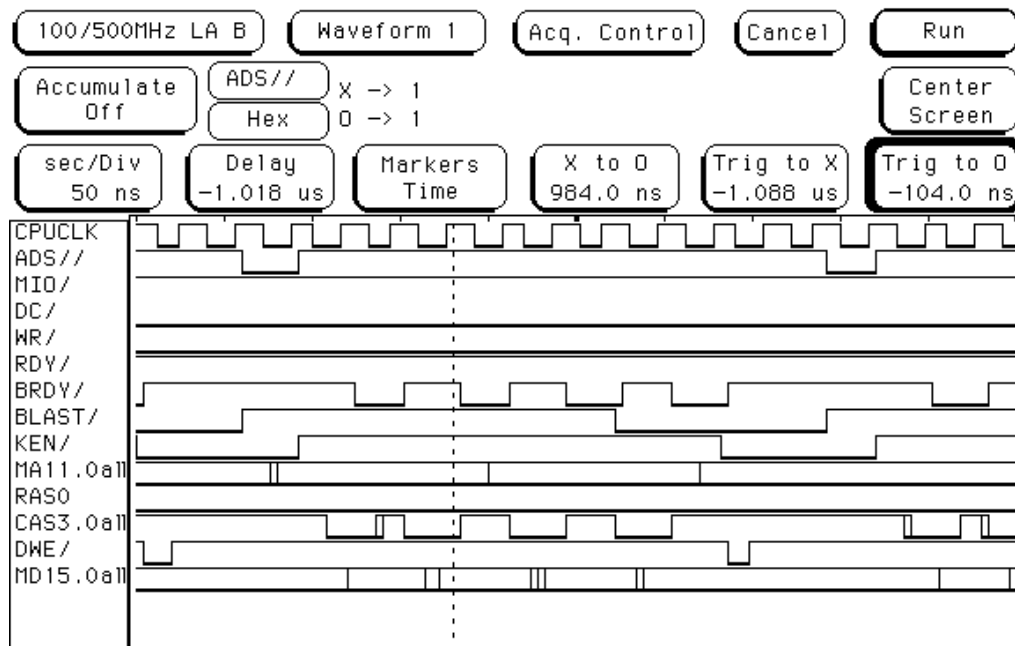 100/500MHz LA B Waveform 1 Acq. Control Cancel Run
Accumulate Off
ADS// X -> 1
Hex O -> 1
Center Screen
sec/Div Delay Markers X to O Trig to X Trig to O
50 ns -1.018 us Time 984.0 ns -1.088 us -104.0 ns
CPUCLK
ADS//
MIO/
DC/
WR/
RDY/
BRDY/
BLAST/
KEN/
MA11.0all
RAS0
CAS3.0all
DWE/
MD15.0all